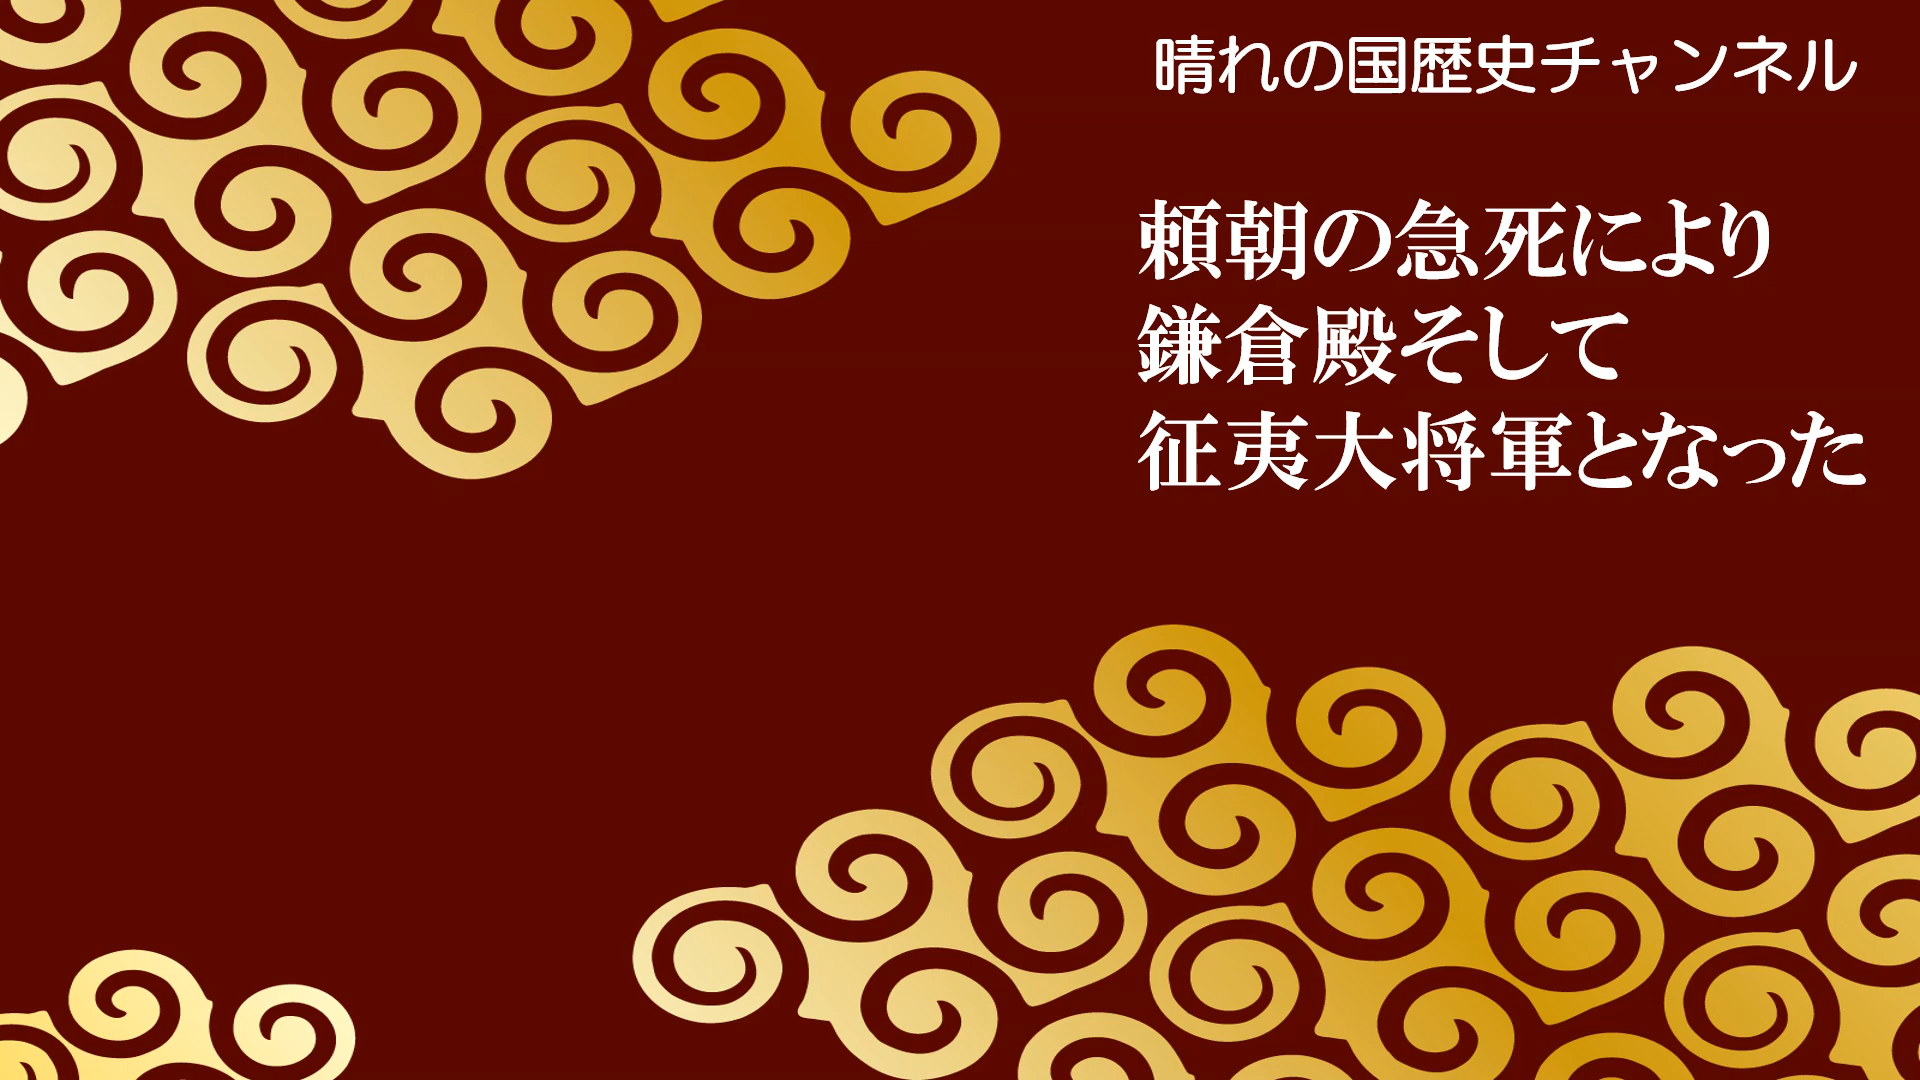 晴れの国歴史チャンネル
頼朝の急死により
鎌倉殿そして
征夷大将軍となった